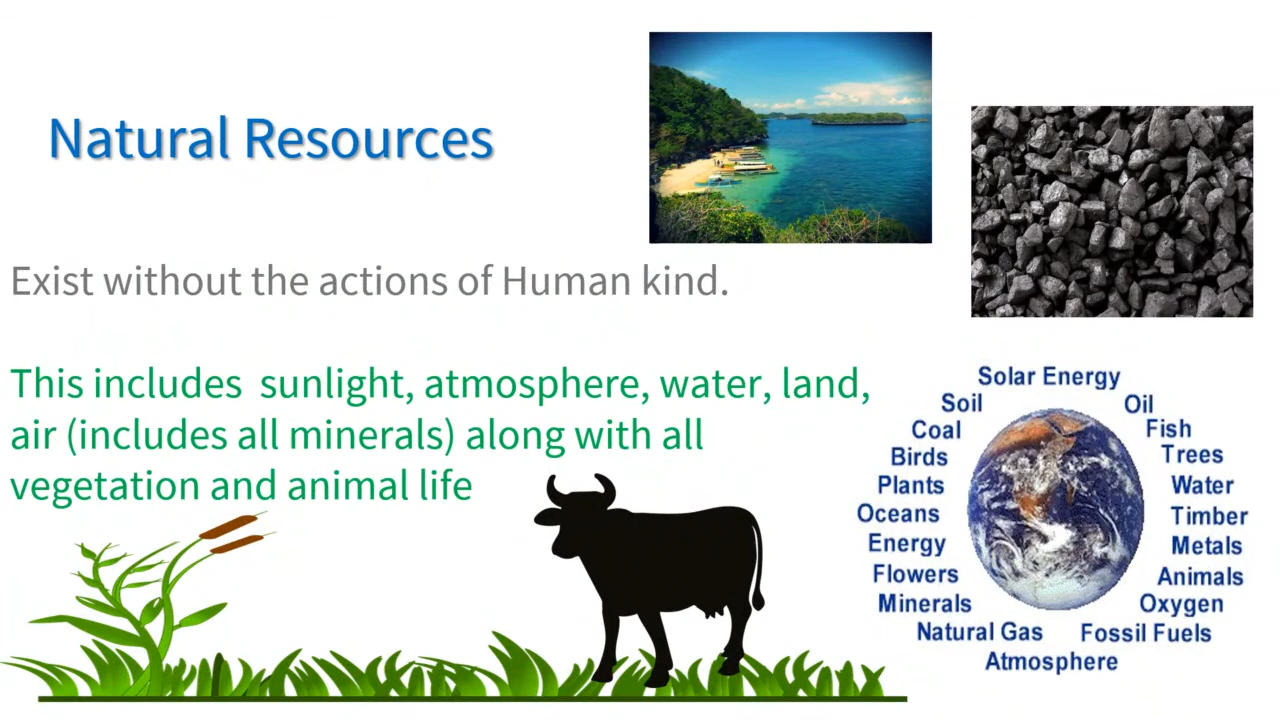 Natural Resources
Exist without the actions of Human kind.
This includes  sunlight, atmosphere, water, land,
air (includes all minerals) along with all
vegetation and animal life
Solar Energy
Soil
Oil
Coal
Fish
Birds
Trees
Plants
Water
Oceans
Timber
Energy
Metals
Flowers
Animals
Minerals
Oxygen
Natural Gas
Fossil Fuels
Atmosphere